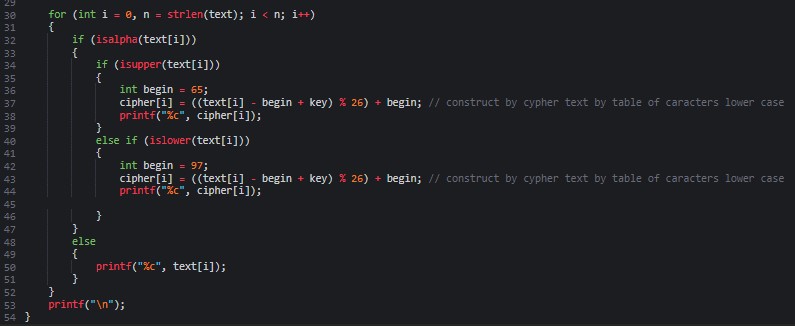 29
30 for (int i = 0, n = strlen(text); i < n; i++)
31 {
32 if (isalpha(text[i]))
33 {
34 if (isupper(text[i]))
35 {
36 int begin = 65;
37 cipher[i] = ((text[i] - begin + key) % 26) + begin; // construct by cypher text by table of caracters lower case
38 printf("%c", cipher[i]);
39 }
40 else if (islower(text[i]))
41 {
42 int begin = 97;
43 cipher[i] = ((text[i] - begin + key) % 26) + begin; // construct by cypher text by table of caracters lower case
44 printf("%c", cipher[i]);
45
46 }
47 }
48 else
49 {
50 printf("%c", text[i]);
51 }
52 }
53 printf("\n");
54 }